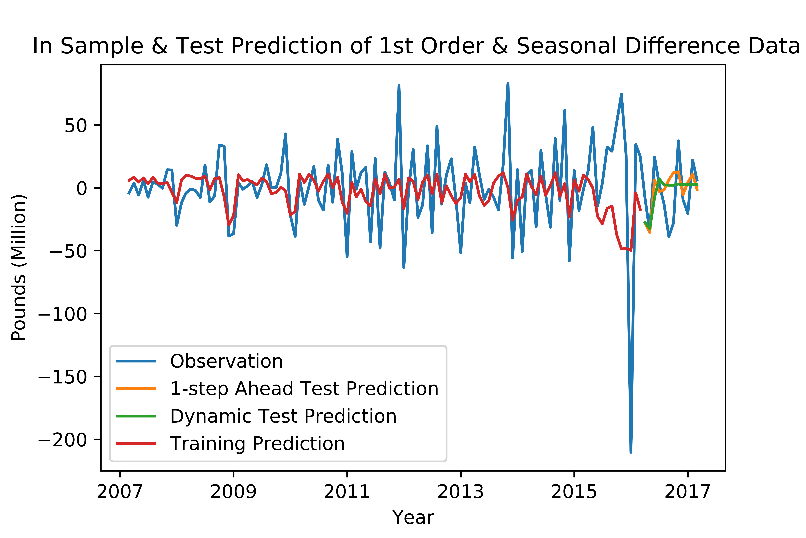 In Sample & Test Prediction of 1st Order & Seasonal Difference Data
50
0
−50
−100
−150
−200
Pounds (Million)
Observation
1-step Ahead Test Prediction
Dynamic Test Prediction
Training Prediction
2007 2009 2011 2013 2015 2017
Year